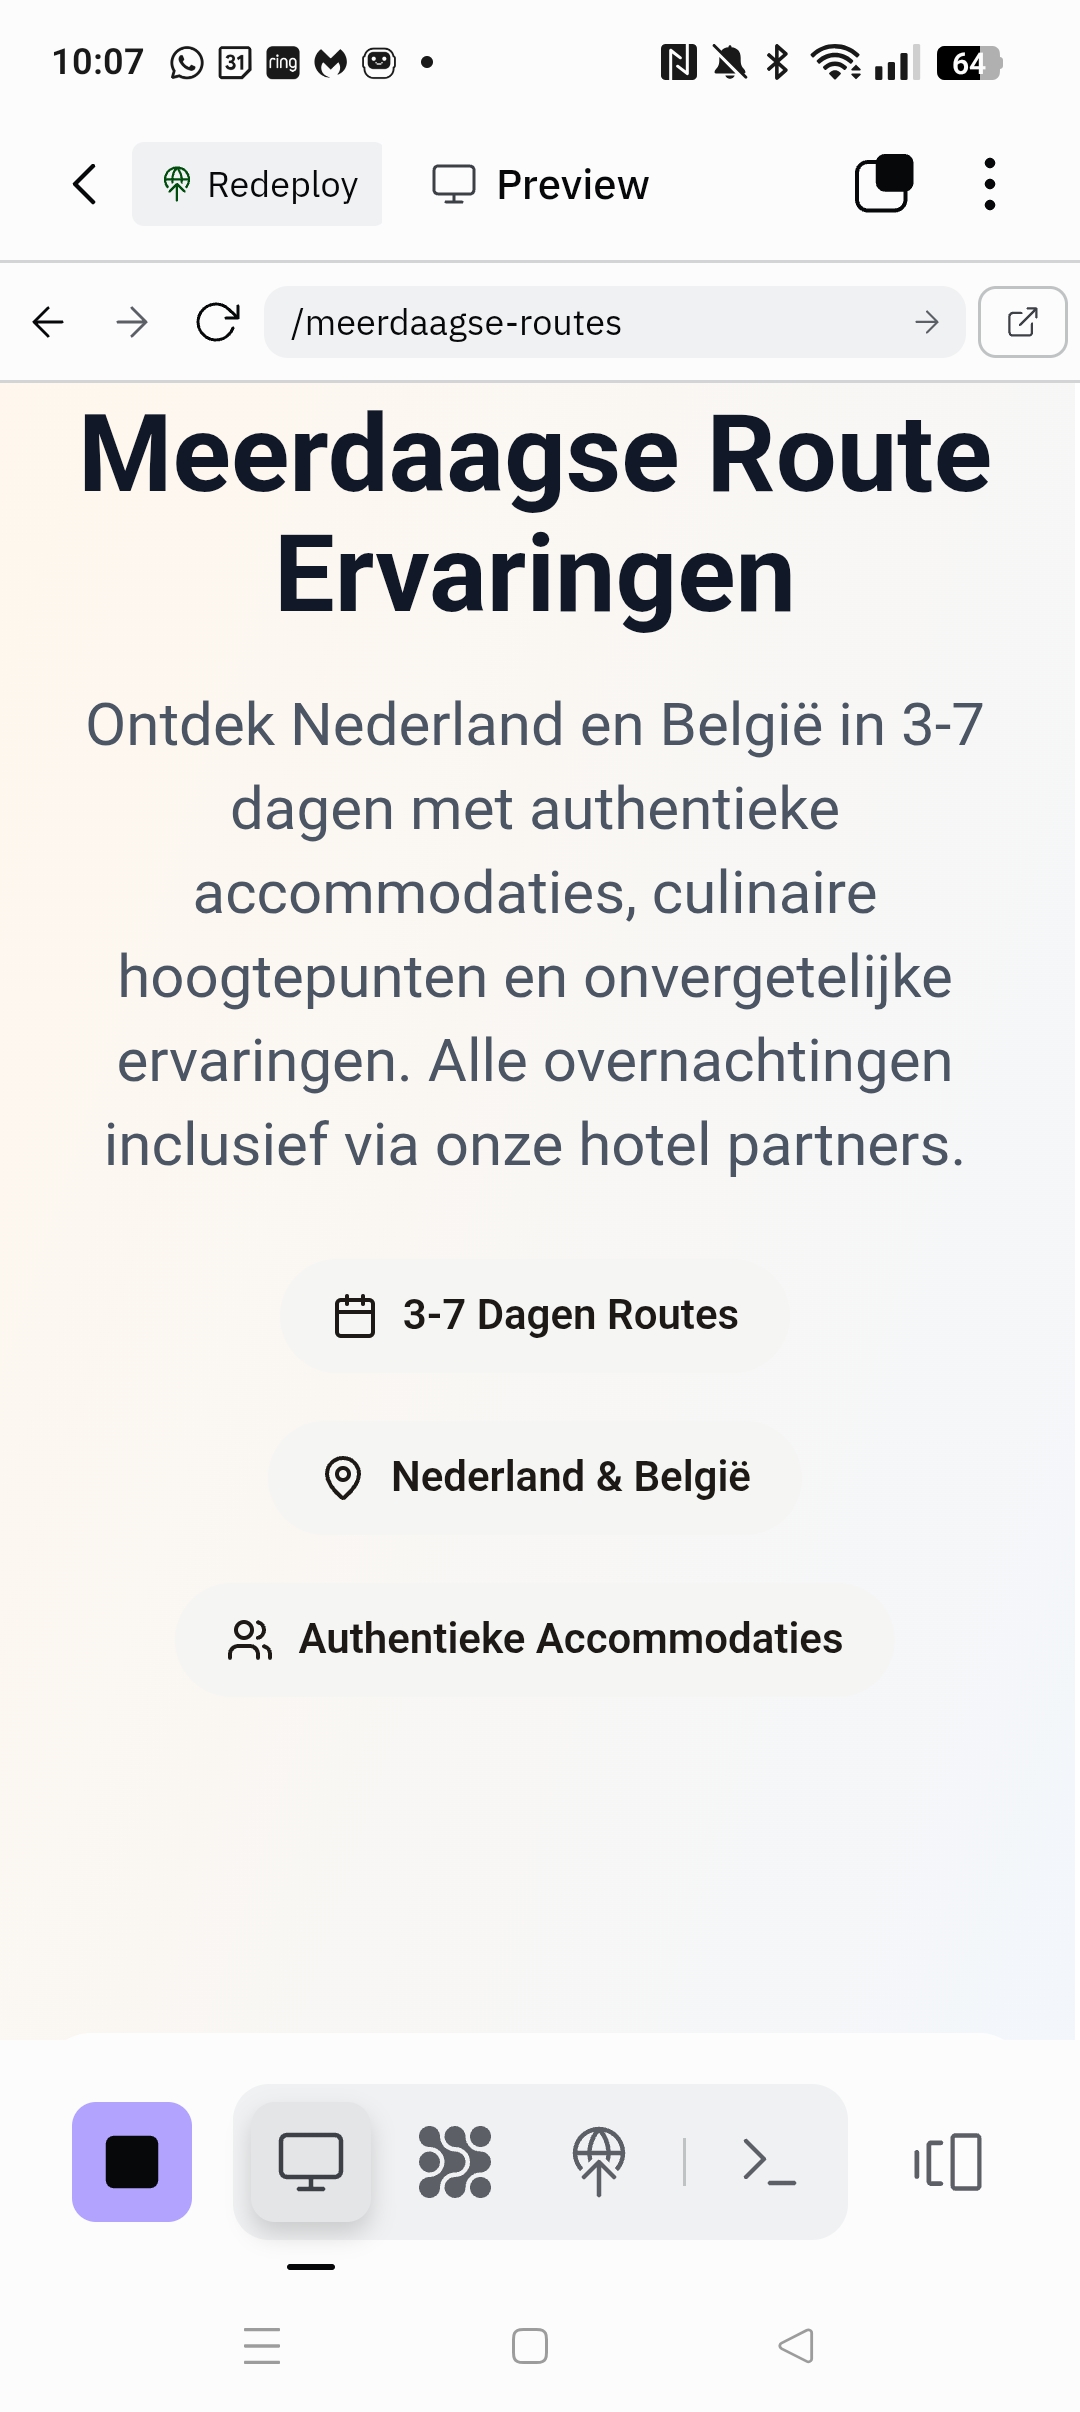 10:07
31
ring
64
Redeploy
Preview
/meerdaagse-routes
Meerdaagse Route
Ervaringen
Ontdek Nederland en België in 3-7
dagen met authentieke
accommodaties, culinaire
hoogtepunten en onvergetelijke
ervaringen. Alle overnachtingen
inclusief via onze hotel partners.
3-7 Dagen Routes
Nederland & België
Authentieke Accommodaties